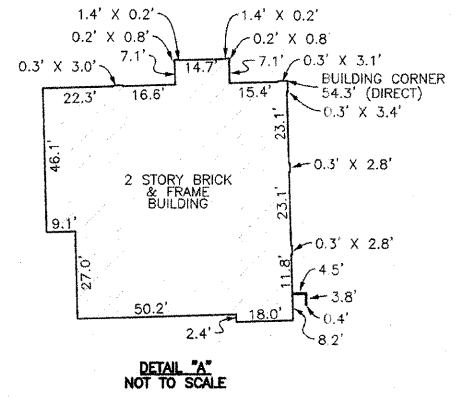 1.4' X 0.2'
1.4' X 0.2'
0.2' X 0.8'
0.2' X 0.8
7.1'
14.7'
7.1'
0.3' X 3.0'
0.3' X 3.1'
BUILDING CORNER
54.3' (DIRECT)
22.3'
16.6'
15.4'
0.3' X 3.4'
23.1'
46.1'
0.3' X 2.8'
2 STORY BRICK
& FRAME
BUILDING
23.1'
9.1'
0.3' X 2.8'
27.0'
11.8'
4.5'
3.8'
0.4'
50.2'
18.0'
2.4'
8.2'
DETAIL "A"
NOT TO SCALE